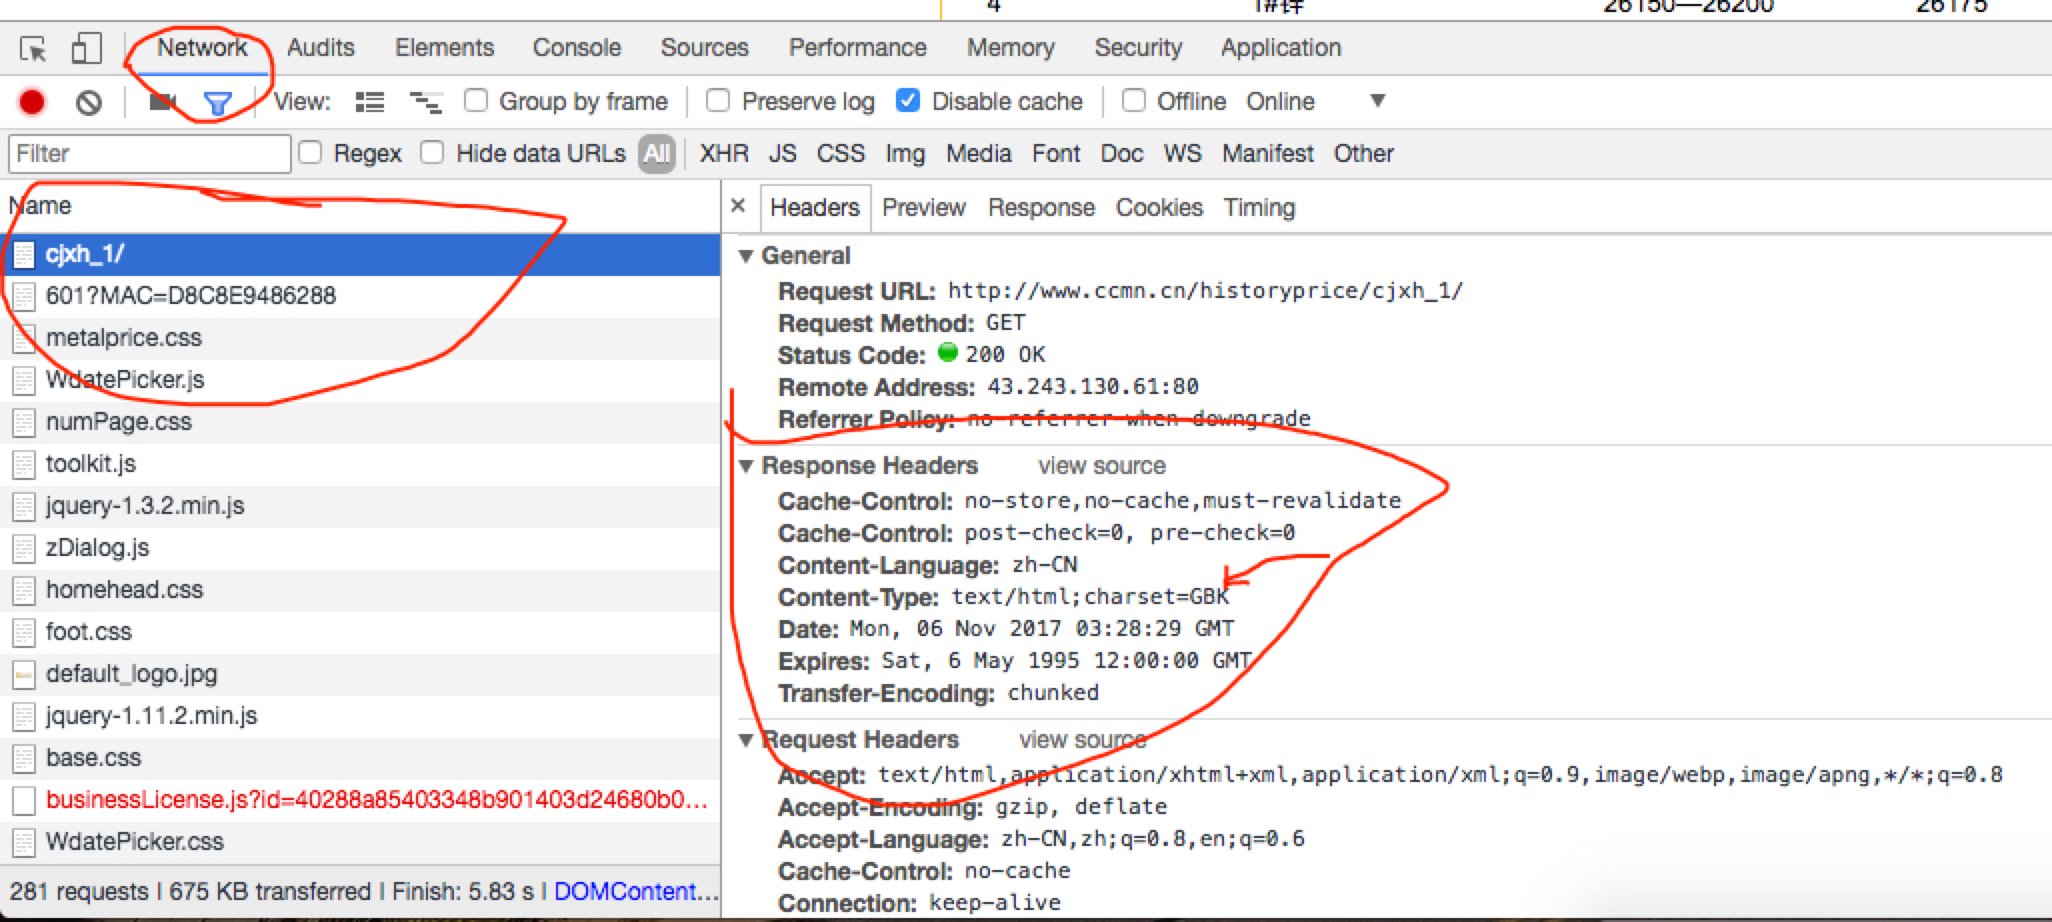 4 1#锌 26150—26200 26175
Network Audits Elements Console Sources Performance Memory Security Application
View: Group by frame Preserve log Disable cache Offline Online
Filter Regex Hide data URLs All XHR JS CSS Img Media Font Doc WS Manifest Other
Name
cjxh_1/
601?MAC=D8C8E9486288
metalprice.css
WdatePicker.js
numPage.css
toolkit.js
jquery-1.3.2.min.js
zDialog.js
homehead.css
foot.css
default_logo.jpg
jquery-1.11.2.min.js
base.css
businessLicense.js?id=40288a85403348b901403d24680b0...
WdatePicker.css
281 requests | 675 KB transferred | Finish: 5.83 s | DOMContent...
× Headers Preview Response Cookies Timing
General
Request URL: http://www.ccmn.cn/historyprice/cjxh_1/
Request Method: GET
Status Code: 200 OK
Remote Address: 43.243.130.61:80
Referrer Policy: no-referrer-when-downgrade
Response Headers view source
Cache-Control: no-store,no-cache,must-revalidate
Cache-Control: post-check=0, pre-check=0
Content-Language: zh-CN
Content-Type: text/html;charset=GBK
Date: Mon, 06 Nov 2017 03:28:29 GMT
Expires: Sat, 6 May 1995 12:00:00 GMT
Transfer-Encoding: chunked
Request Headers view source
Accept: text/html,application/xhtml+xml,application/xml;q=0.9,image/webp,image/apng,*/*;q=0.8
Accept-Encoding: gzip, deflate
Accept-Language: zh-CN,zh;q=0.8,en;q=0.6
Cache-Control: no-cache
Connection: keep-alive